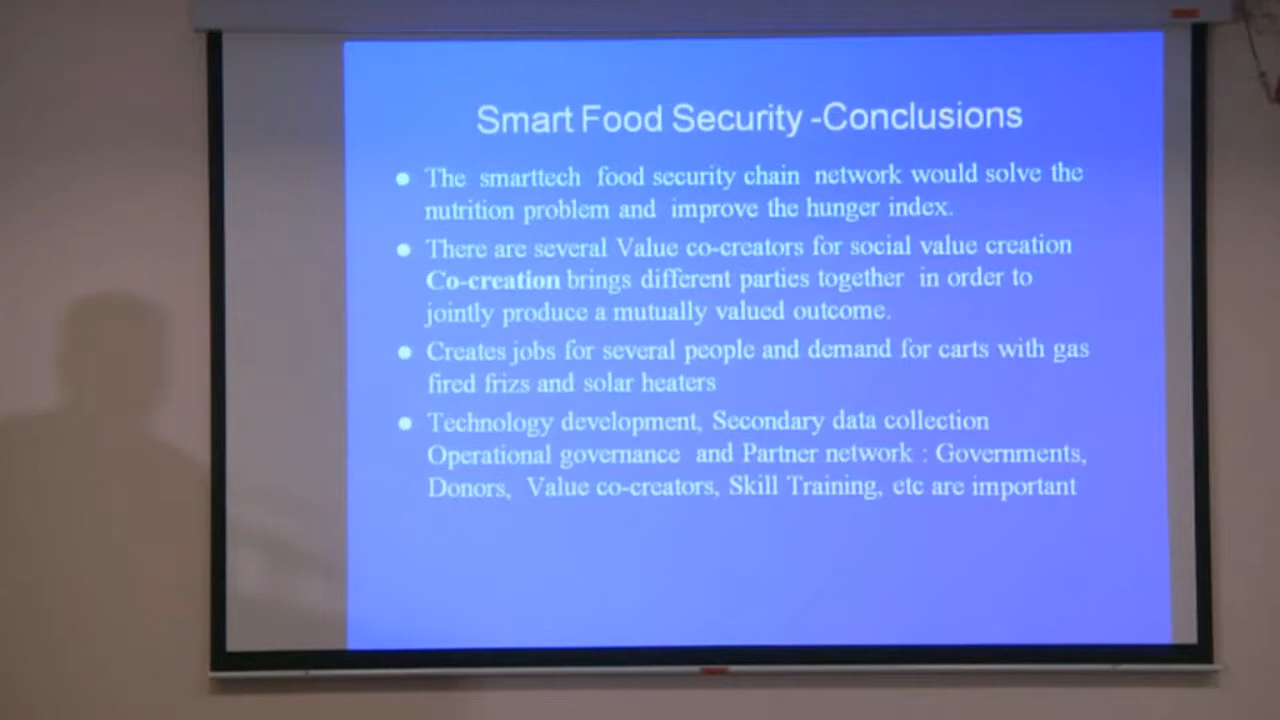 Smart Food Security -Conclusions
The smarttech food security chain network would solve the
nutrition problem and improve the hunger index.
There are several Value co-creators for social value creation
Co-creation brings different parties together in order to
jointly produce a mutually valued outcome.
Creates jobs for several people and demand for carts with gas
fired frizs and solar heaters
Technology development, Secondary data collection
Operational governance and Partner network : Governments,
Donors, Value co-creators, Skill Training, etc are important